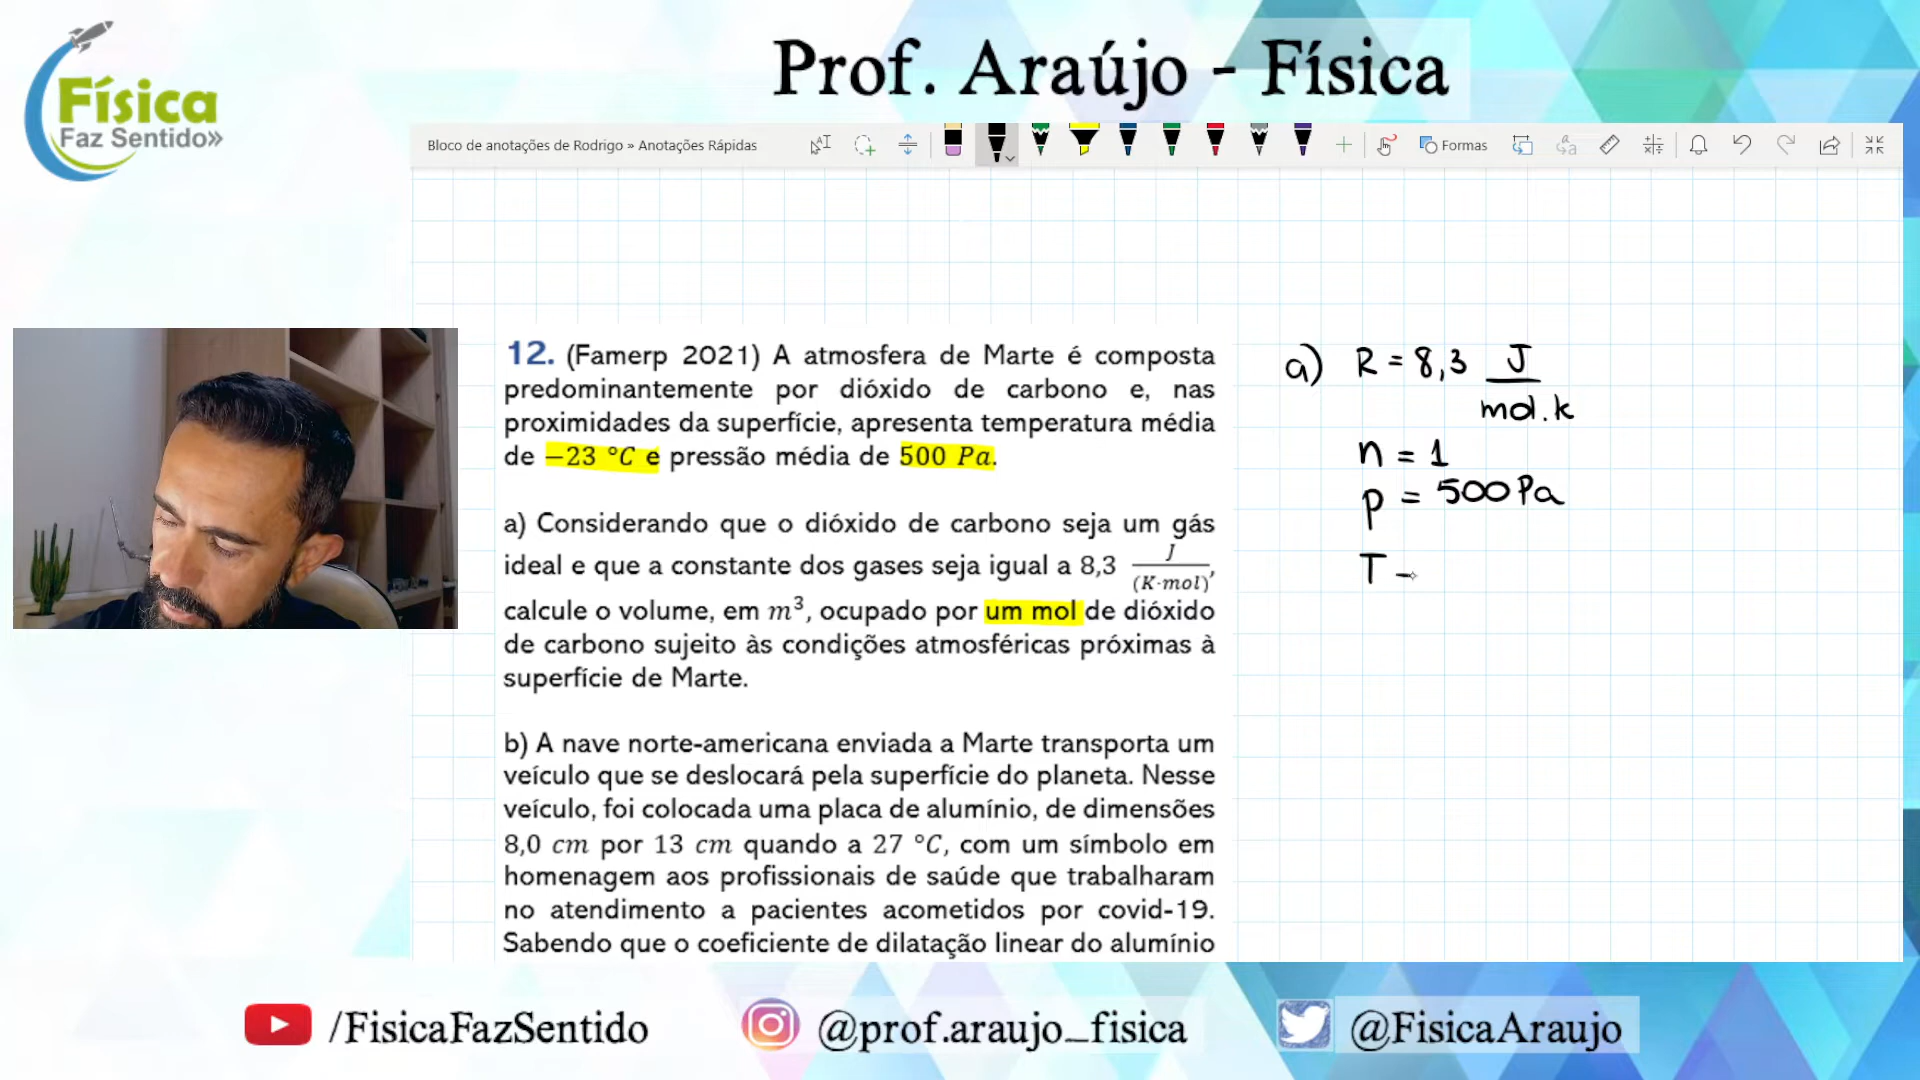 Física
Faz Sentido»
Prof. Araújo - Física
Bloco de anotações de Rodrigo » Anotações Rápidas
Formas
12. (Famerp 2021) A atmosfera de Marte é composta
predominantemente por dióxido de carbono e, nas
proximidades da superfície, apresenta temperatura média
de −23 °C e pressão média de 500 Pa.
a) Considerando que o dióxido de carbono seja um gás
ideal e que a constante dos gases seja igual a 8,3 J/(K·mol),
calcule o volume, em m³, ocupado por um mol de dióxido
de carbono sujeito às condições atmosféricas próximas à
superfície de Marte.
b) A nave norte-americana enviada a Marte transporta um
veículo que se deslocará pela superfície do planeta. Nesse
veículo, foi colocada uma placa de alumínio, de dimensões
8,0 cm por 13 cm quando a 27 °C, com um símbolo em
homenagem aos profissionais de saúde que trabalharam
no atendimento a pacientes acometidos por covid-19.
Sabendo que o coeficiente de dilatação linear do alumínio
a) R = 8,3 J/mol.k
n = 1
p = 500 Pa
T -
/FisicaFazSentido
@prof.araujo_fisica
@FisicaAraujo